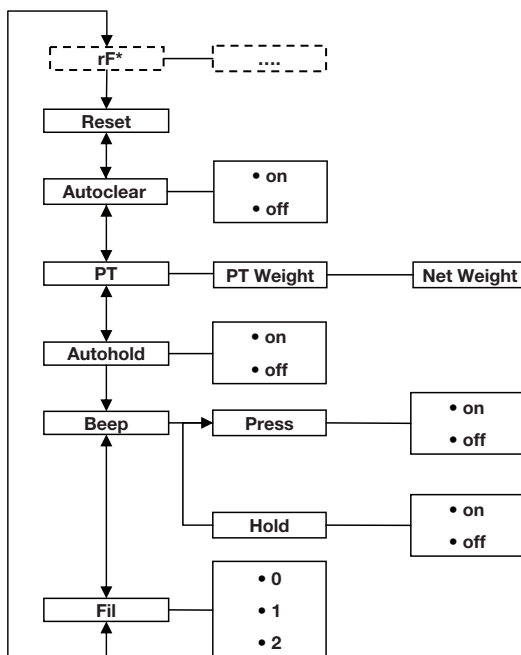 rF*
....
Reset
Autoclear
• on
• off
PT
PT Weight
Net Weight
Autohold
• on
• off
Beep
Press
• on
• off
Hold
• on
• off
Fil
• 0
• 1
• 2